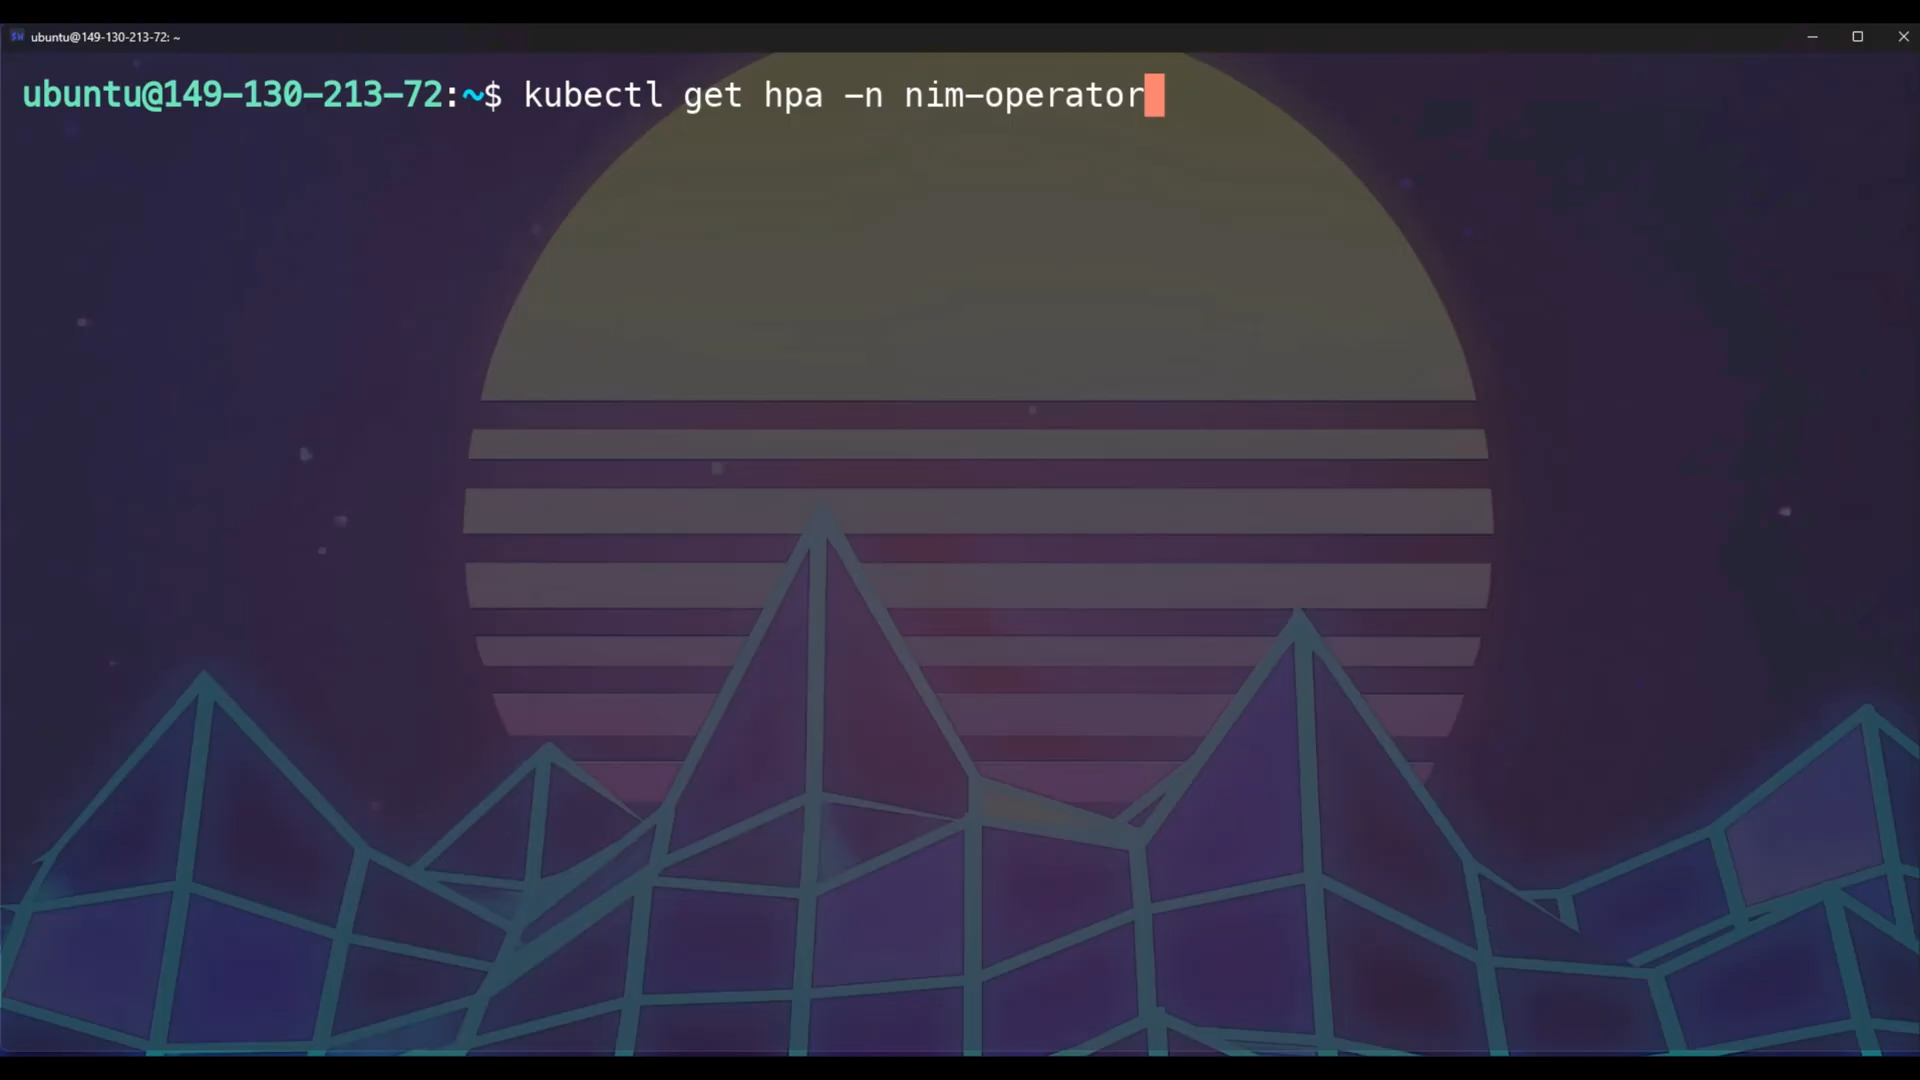 ubuntu@149-130-213-72: ~
ubuntu@149-130-213-72:~$ kubectl get hpa -n nim-operator